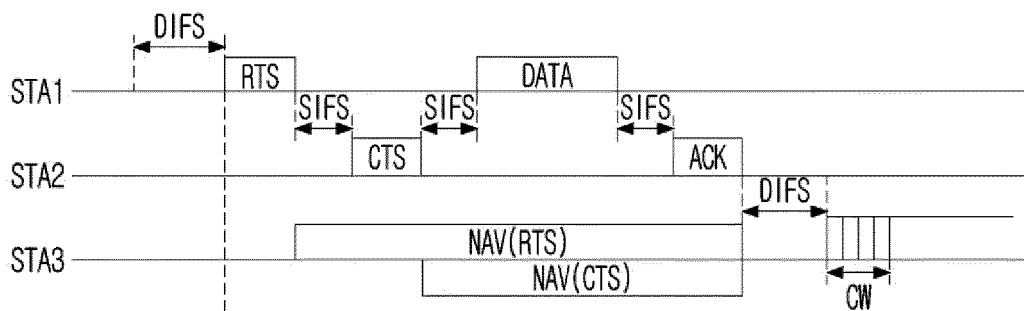 DIFS
STA1
RTS
DATA
SIFS
SIFS
SIFS
STA2
CTS
ACK
DIFS
STA3
NAV(RTS)
NAV(CTS)
CW